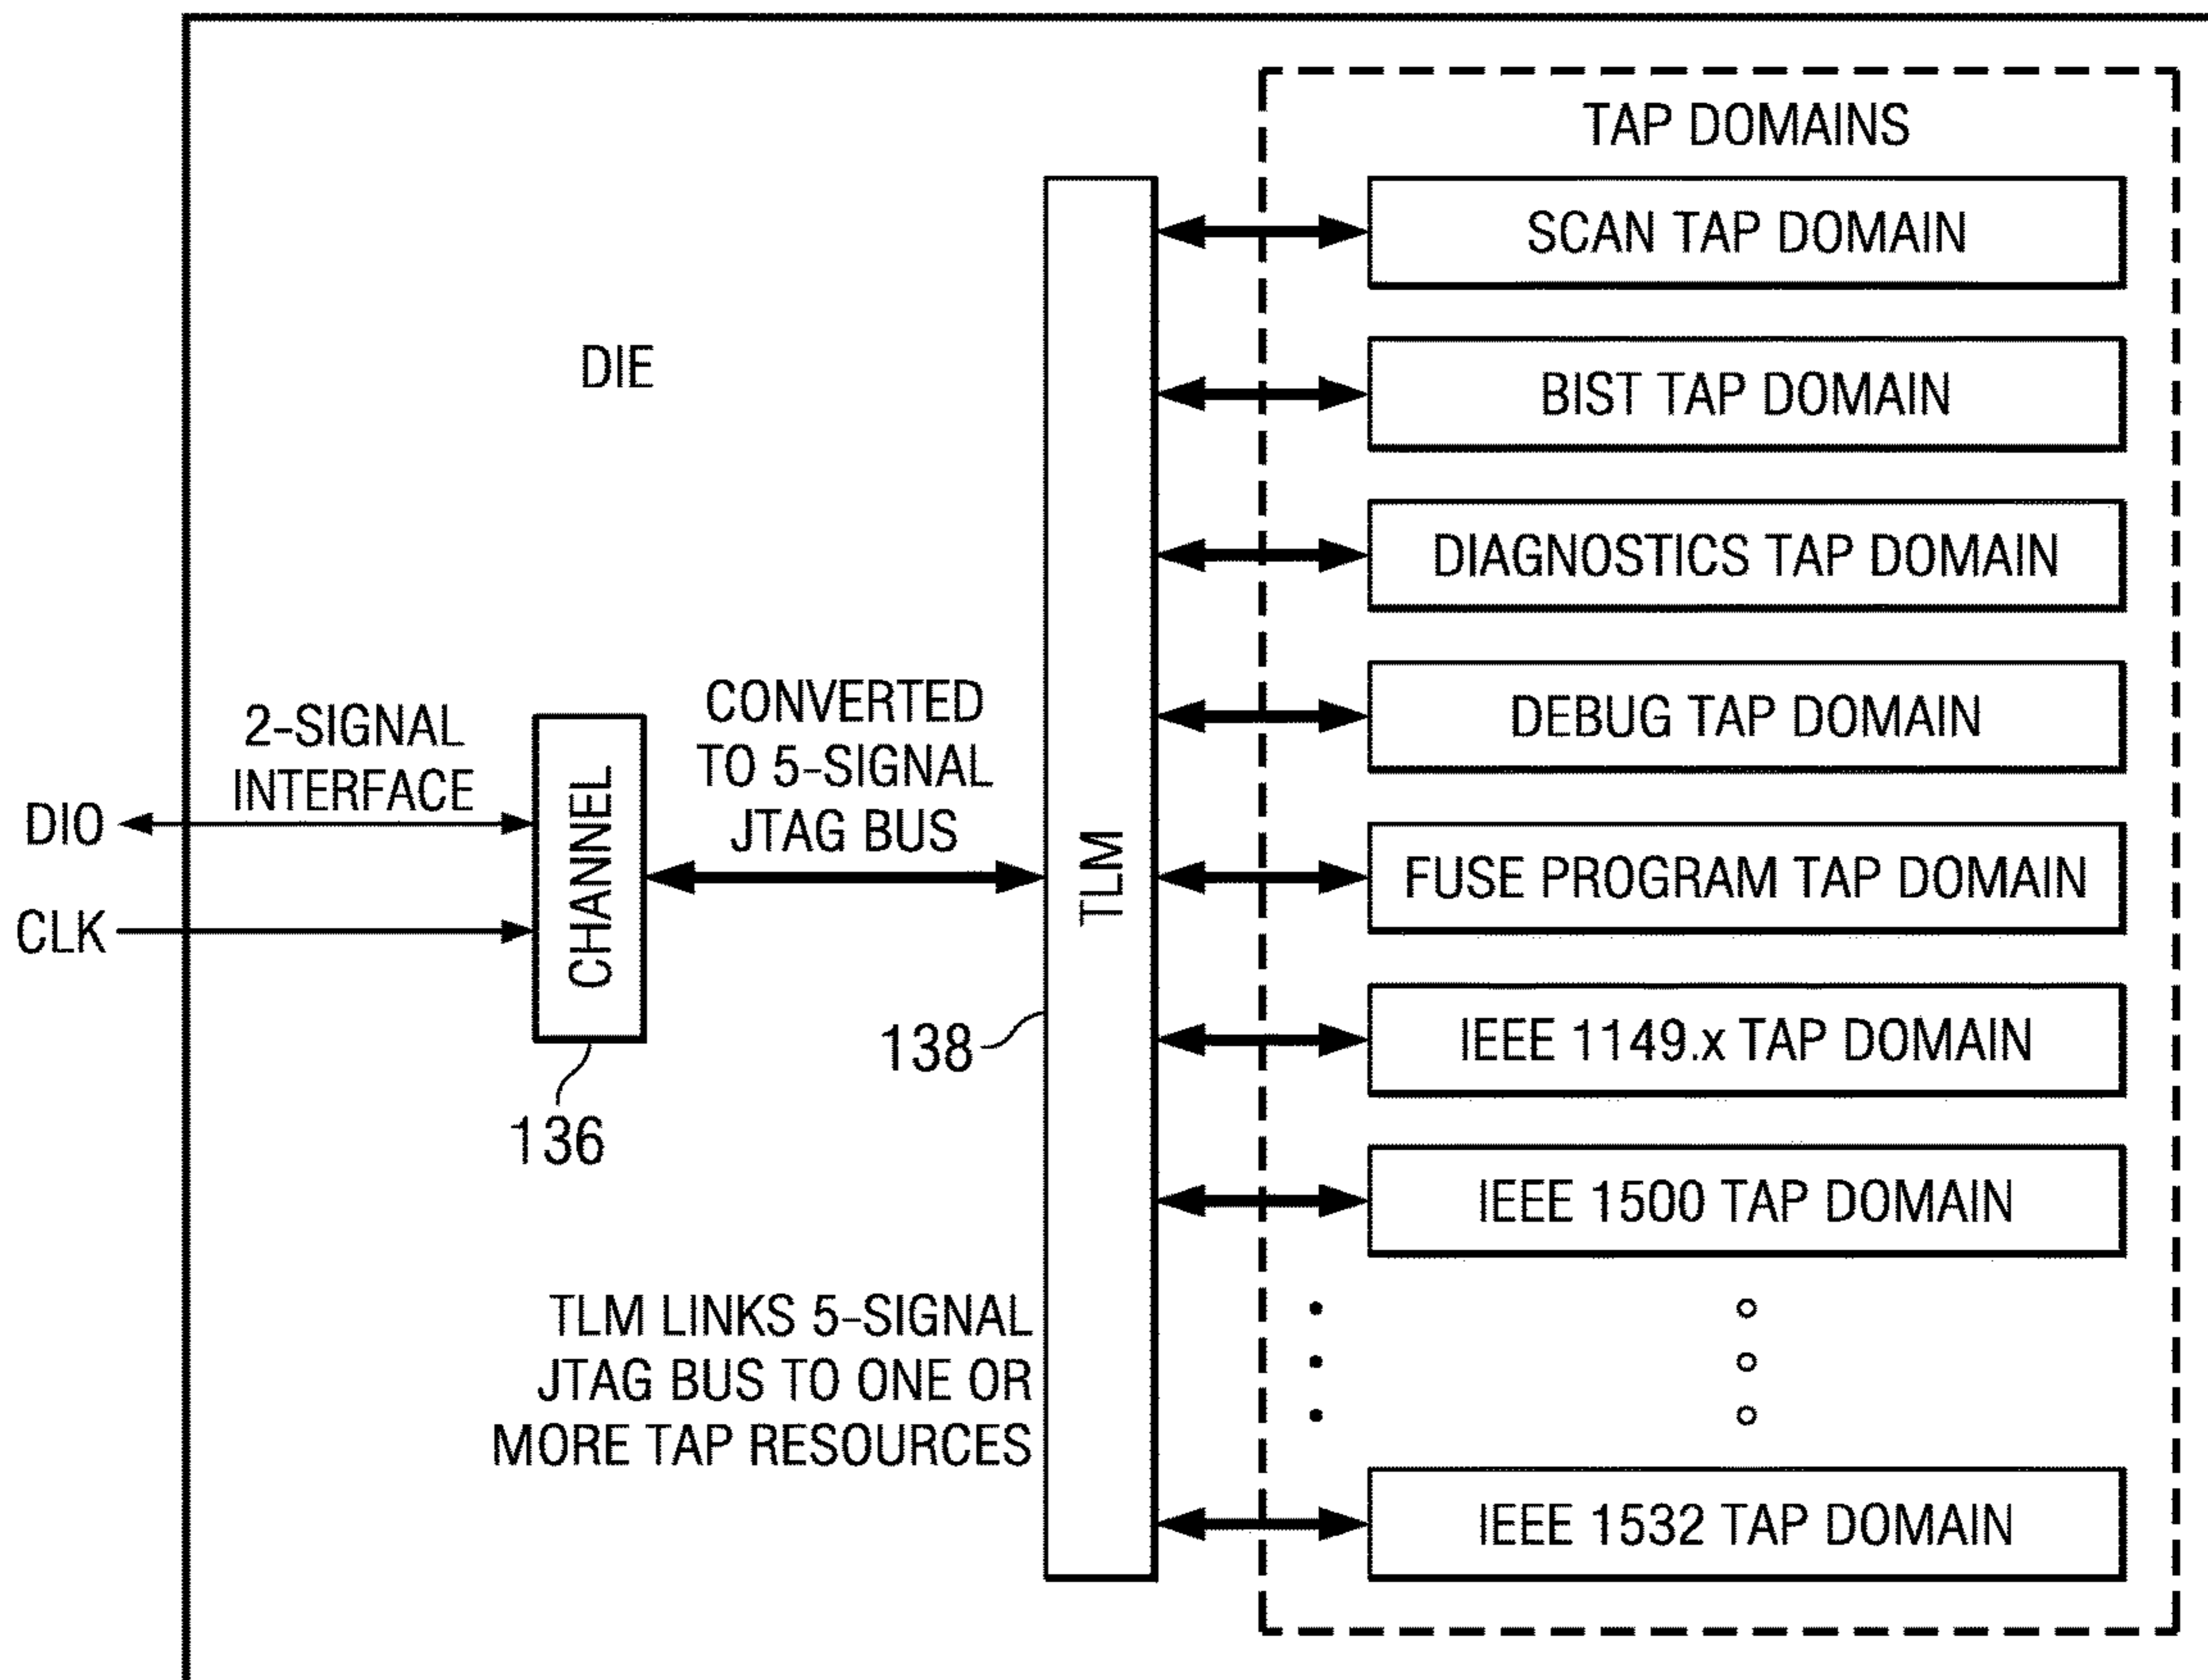 TAP DOMAINS
SCAN TAP DOMAIN
BIST TAP DOMAIN
DIE
DIAGNOSTICS TAP DOMAIN
DEBUG TAP DOMAIN
2-SIGNAL
INTERFACE
CONVERTED
TO 5-SIGNAL
JTAG BUS
DIO
CLK
CHANNEL
TLM
FUSE PROGRAM TAP DOMAIN
138
IEEE 1149.x TAP DOMAIN
136
IEEE 1500 TAP DOMAIN
TLM LINKS 5-SIGNAL
JTAG BUS TO ONE OR
MORE TAP RESOURCES
IEEE 1532 TAP DOMAIN